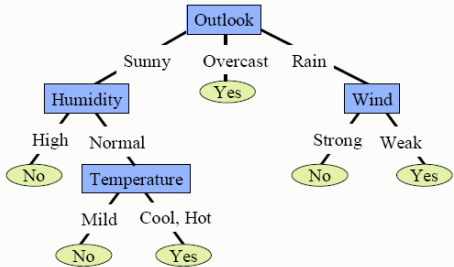 Outlook
Sunny Overcast Rain
Humidity Yes Wind
High Normal Strong Weak
No Temperature No Yes
Mild Cool, Hot
No Yes